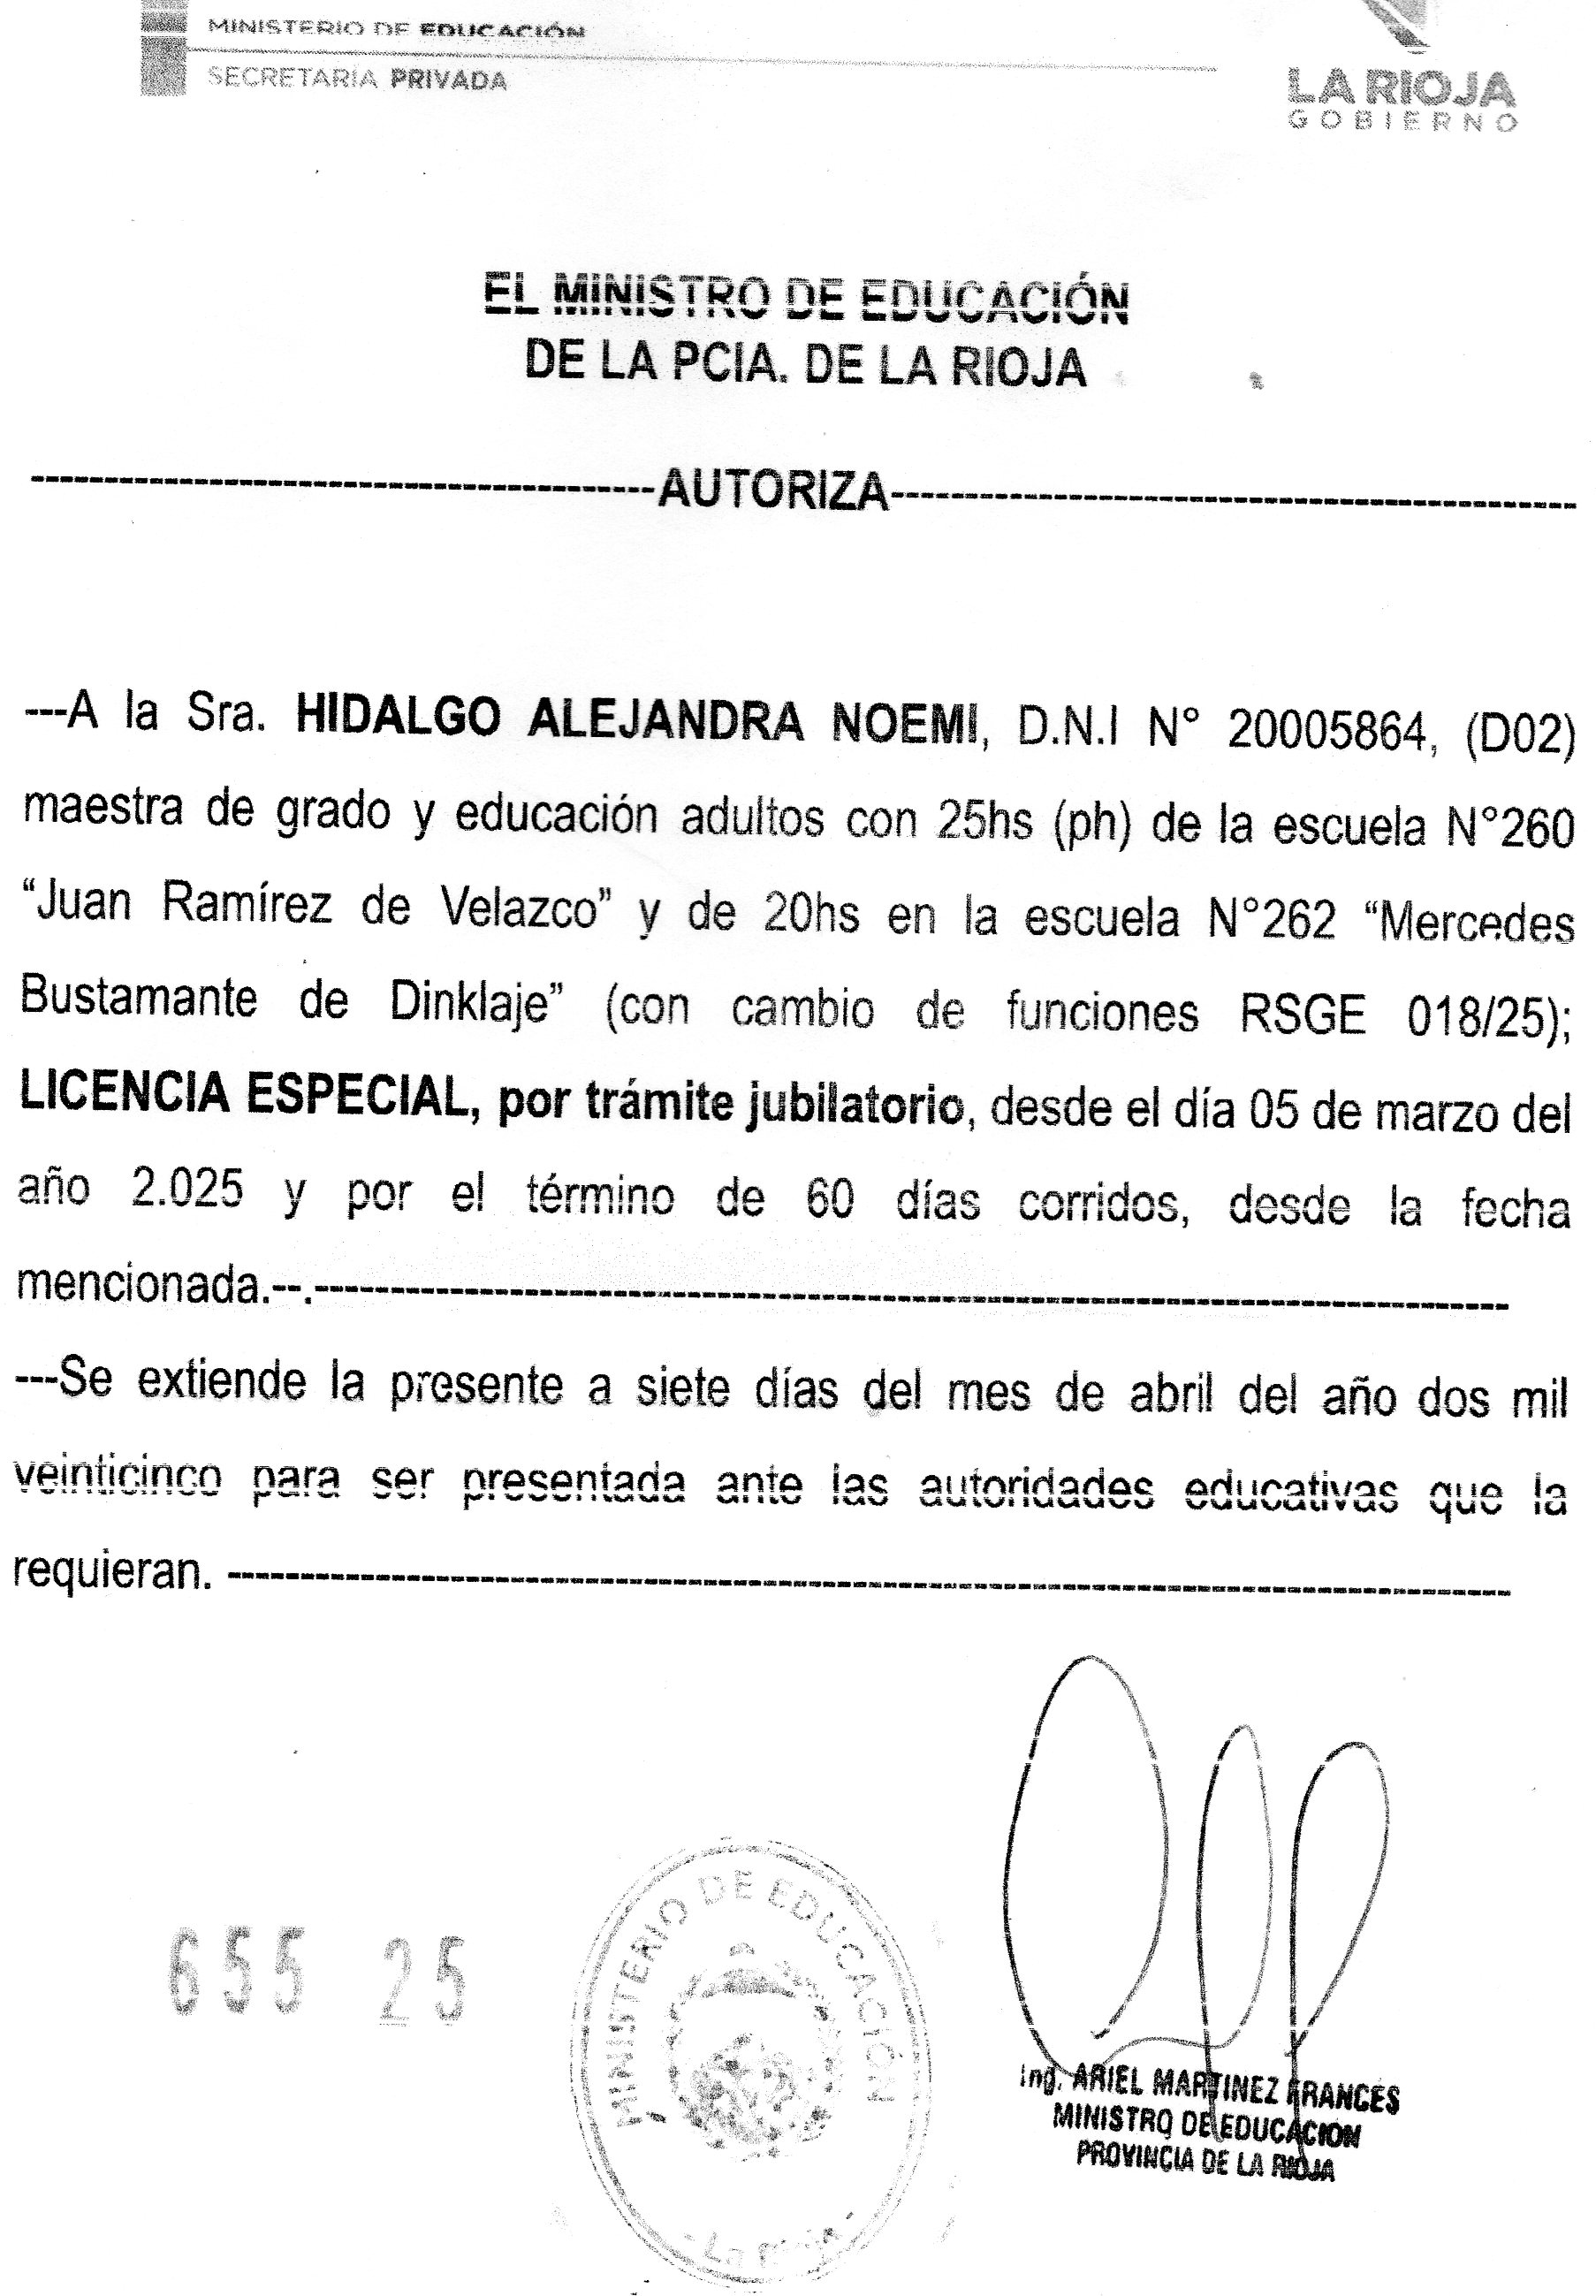 MINISTERIO DE EDUCACIÓN
SECRETARÍA PRIVADA
LA RIOJA
GOBIERNO
EL MINISTRO DE EDUCACIÓN
DE LA PCIA. DE LA RIOJA
-----------------------------------------AUTORIZA---------------------------------------------
---A la Sra. HIDALGO ALEJANDRA NOEMI, D.N.I N° 20005864, (D02)
maestra de grado y educación adultos con 25hs (ph) de la escuela N°260
“Juan Ramírez de Velazco” y de 20hs en la escuela N°262 “Mercedes
Bustamante de Dinklaje” (con cambio de funciones RSGE 018/25);
LICENCIA ESPECIAL, por trámite jubilatorio, desde el día 05 de marzo del
año 2.025 y por el término de 60 días corridos, desde la fecha
mencionada.--.------------------------------------------------------------------------------
---Se extiende la presente a siete días del mes de abril del año dos mil
veinticinco para ser presentada ante las autoridades educativas que la
requieran. ------------------------------------------------------------------------------------
655 25
MINISTERIO DE EDUCACIÓN
- LA RIOJA -
Ing. ARIEL MARTINEZ FRANCES
MINISTRO DE EDUCACION
PROVINCIA DE LA RIOJA